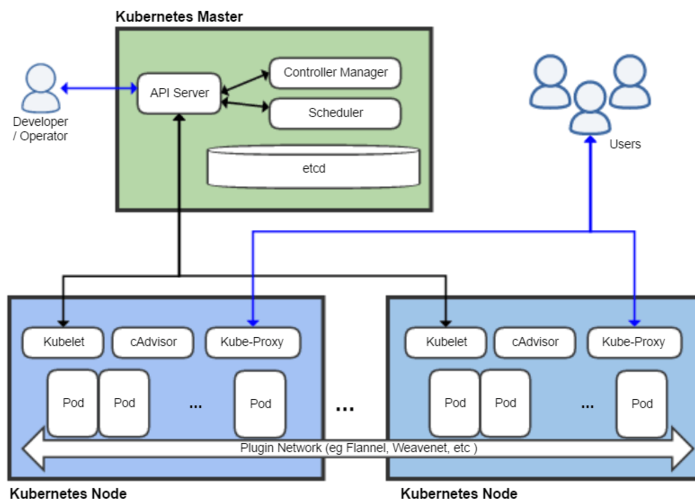 Kubernetes Master
API Server
Controller Manager
Scheduler
etcd
Developer
/ Operator
Users
Kubelet
cAdvisor
Kube-Proxy
Pod
Pod
...
Pod
...
Kubelet
cAdvisor
Kube-Proxy
Pod
Pod
...
Pod
Plugin Network (eg Flannel, Weavenet, etc )
Kubernetes Node
Kubernetes Node